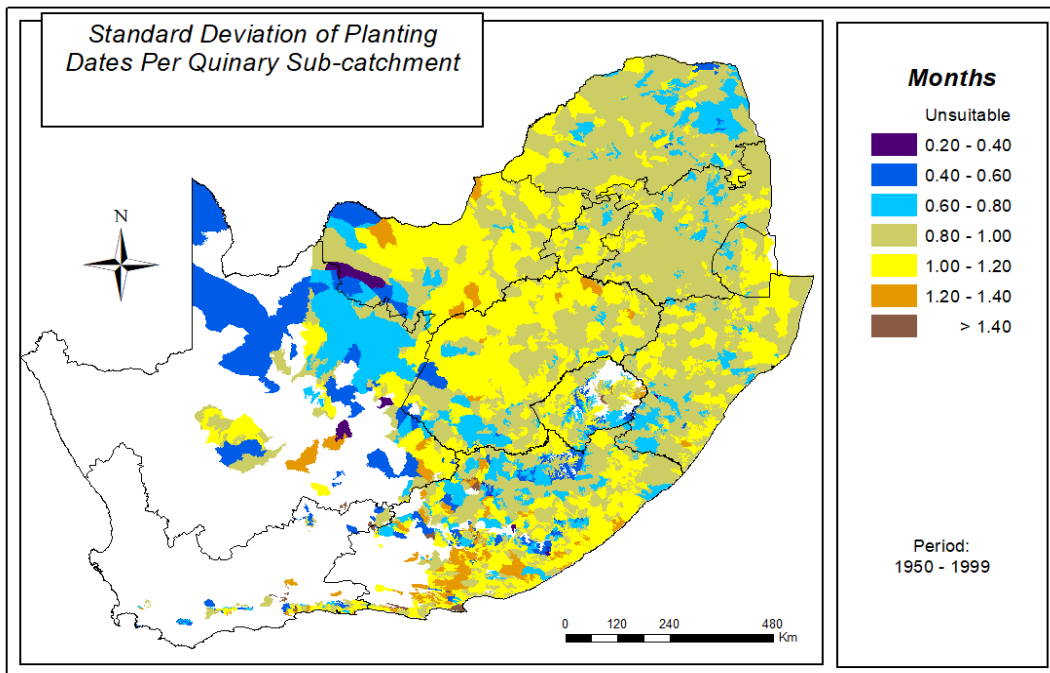 Standard Deviation of Planting
Dates Per Quinary Sub-catchment
N
0 120 240 480
Km
Months
Unsuitable
0.20 - 0.40
0.40 - 0.60
0.60 - 0.80
0.80 - 1.00
1.00 - 1.20
1.20 - 1.40
> 1.40
Period:
1950 - 1999